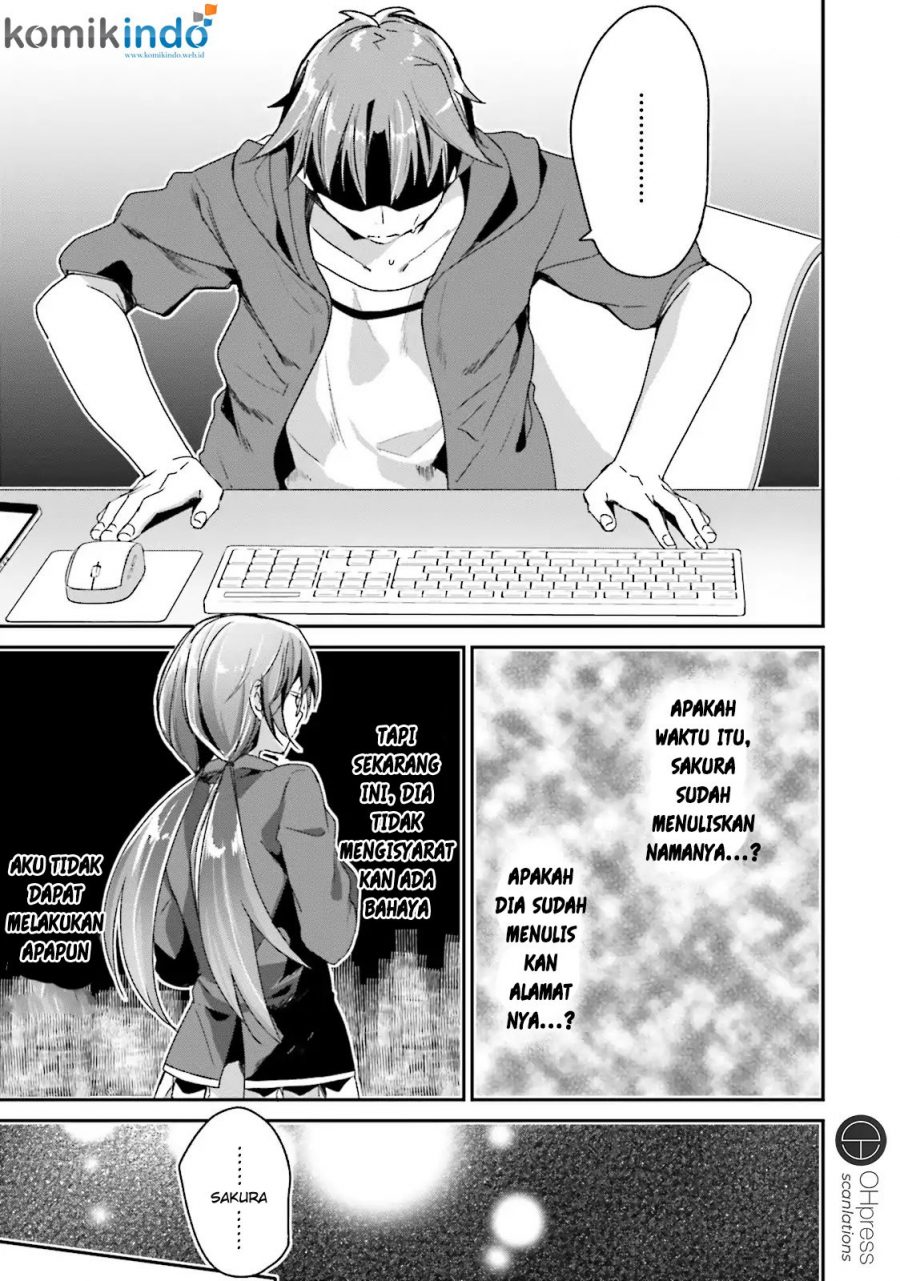 komikindo
www.komikindo.web.id
..........
APAKAH
WAKTU ITU,
SAKURA
SUDAH
MENULISKAN
NAMANYA...?
APAKAH
DIA SUDAH
MENULIS
KAN
ALAMAT
NYA...?
TAPI
SEKARANG
INI, DIA
TIDAK
MENGISYARAT
KAN ADA
BAHAYA
AKU TIDAK
DAPAT
MELAKUKAN
APAPUN
....
SAKURA
....
OHpress
scanlations